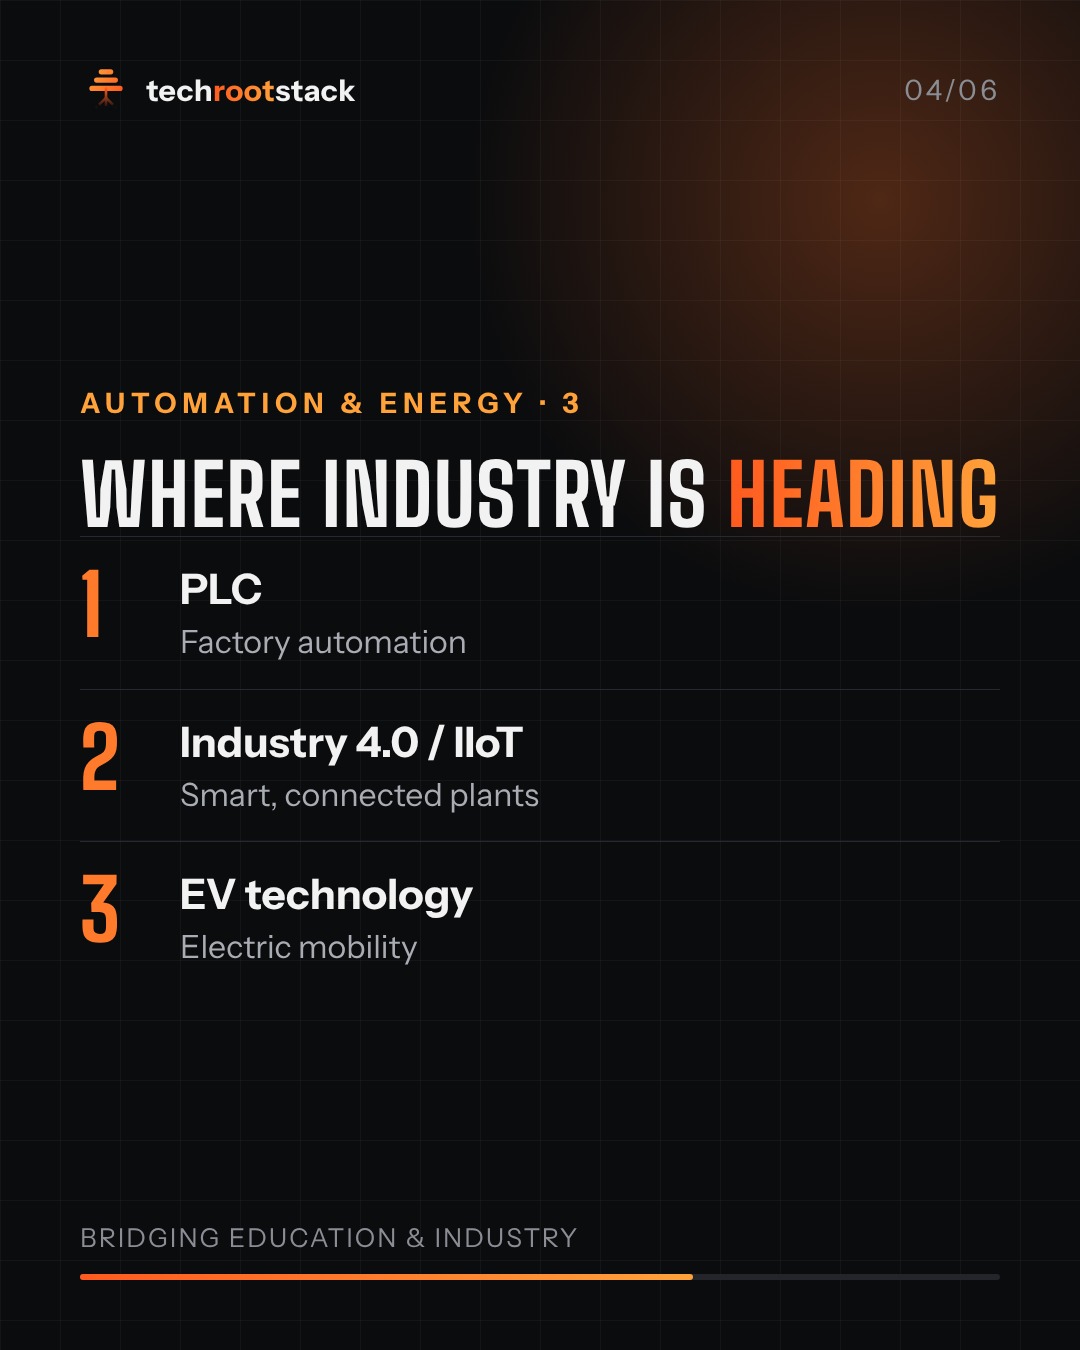 techrootstack
04/06
AUTOMATION & ENERGY · 3
WHERE INDUSTRY IS HEADING
1
PLC
Factory automation
2
Industry 4.0 / IIoT
Smart, connected plants
3
EV technology
Electric mobility
BRIDGING EDUCATION & INDUSTRY